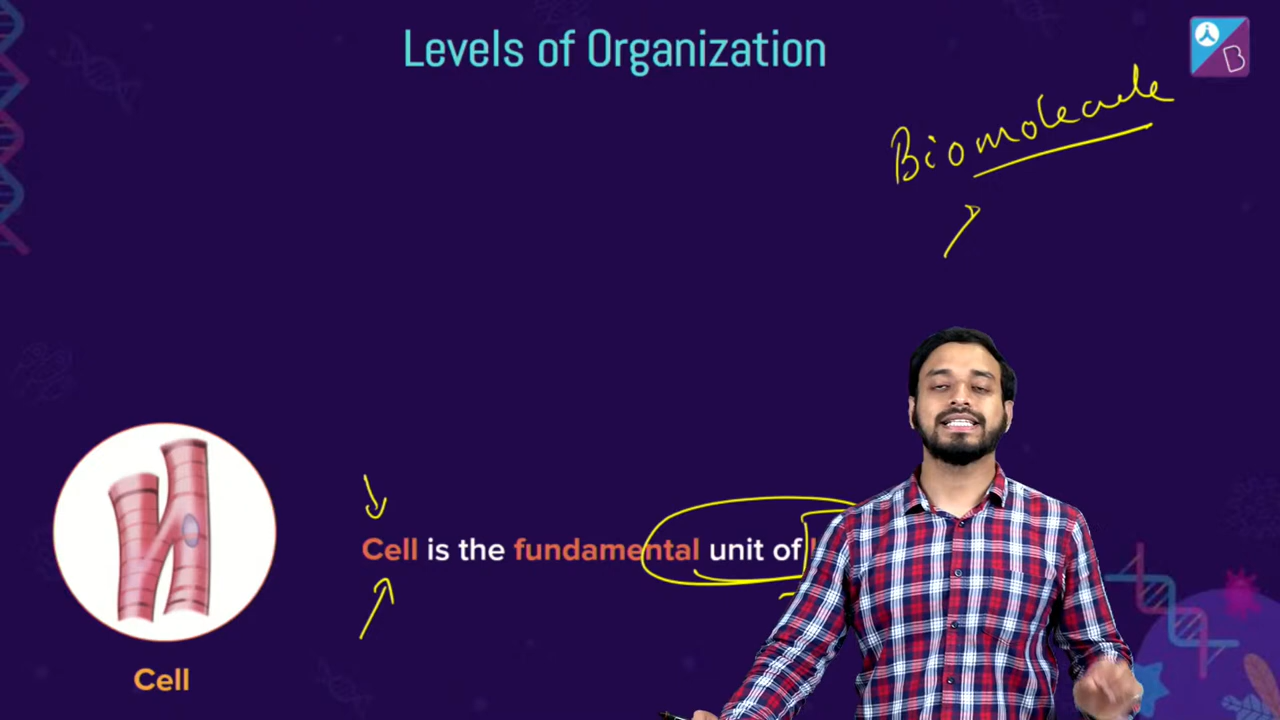 Levels of Organization
Biomolecule
Cell is the fundamental unit of
Cell